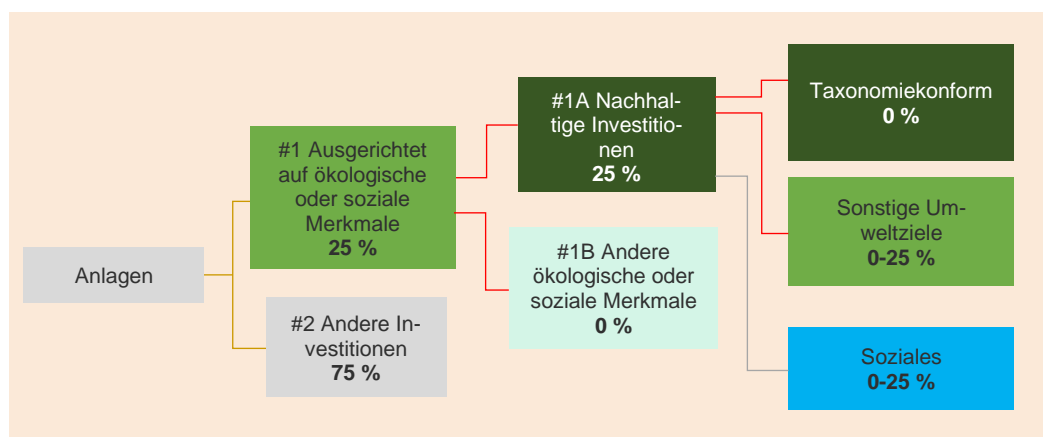 Anlagen
#1 Ausgerichtet
auf ökologische
oder soziale
Merkmale
25 %
#2 Andere In-
vestitionen
75 %
#1A Nachhal-
tige Investitio-
nen
25 %
#1B Andere
ökologische oder
soziale Merkmale
0 %
Taxonomiekonform
0 %
Sonstige Um-
weltziele
0-25 %
Soziales
0-25 %